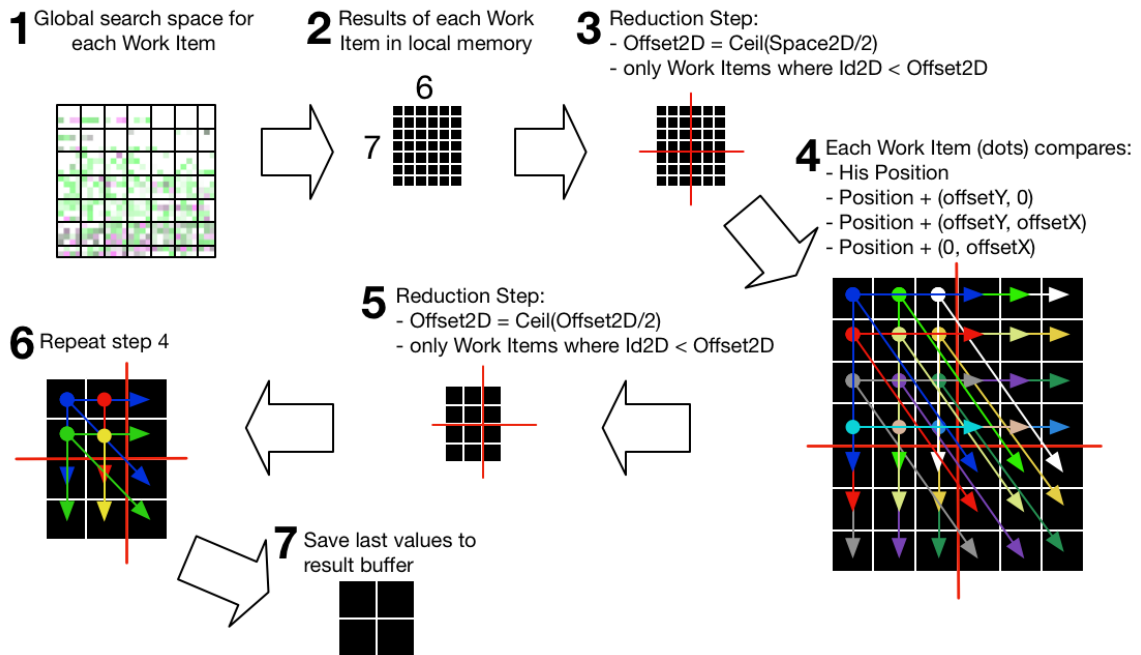 1 Global search space for
each Work Item
2 Results of each Work
Item in local memory
6
7
3 Reduction Step:
- Offset2D = Ceil(Space2D/2)
- only Work Items where Id2D < Offset2D
4 Each Work Item (dots) compares:
- His Position
- Position + (offsetY, 0)
- Position + (offsetY, offsetX)
- Position + (0, offsetX)
5 Reduction Step:
- Offset2D = Ceil(Offset2D/2)
- only Work Items where Id2D < Offset2D
6 Repeat step 4
7 Save last values to
result buffer